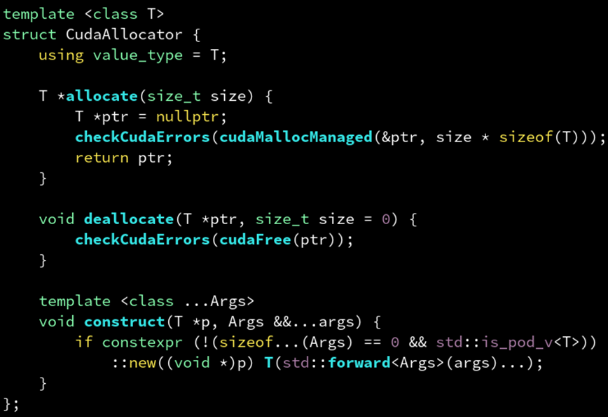 template <class T>
struct CudaAllocator {
    using value_type = T;

    T *allocate(size_t size) {
        T *ptr = nullptr;
        checkCudaErrors(cudaMallocManaged(&ptr, size * sizeof(T)));
        return ptr;
    }

    void deallocate(T *ptr, size_t size = 0) {
        checkCudaErrors(cudaFree(ptr));
    }

    template <class ...Args>
    void construct(T *p, Args &&...args) {
        if constexpr (!(sizeof...(Args) == 0 && std::is_pod_v<T>))
            ::new((void *)p) T(std::forward<Args>(args)...);
    }
};